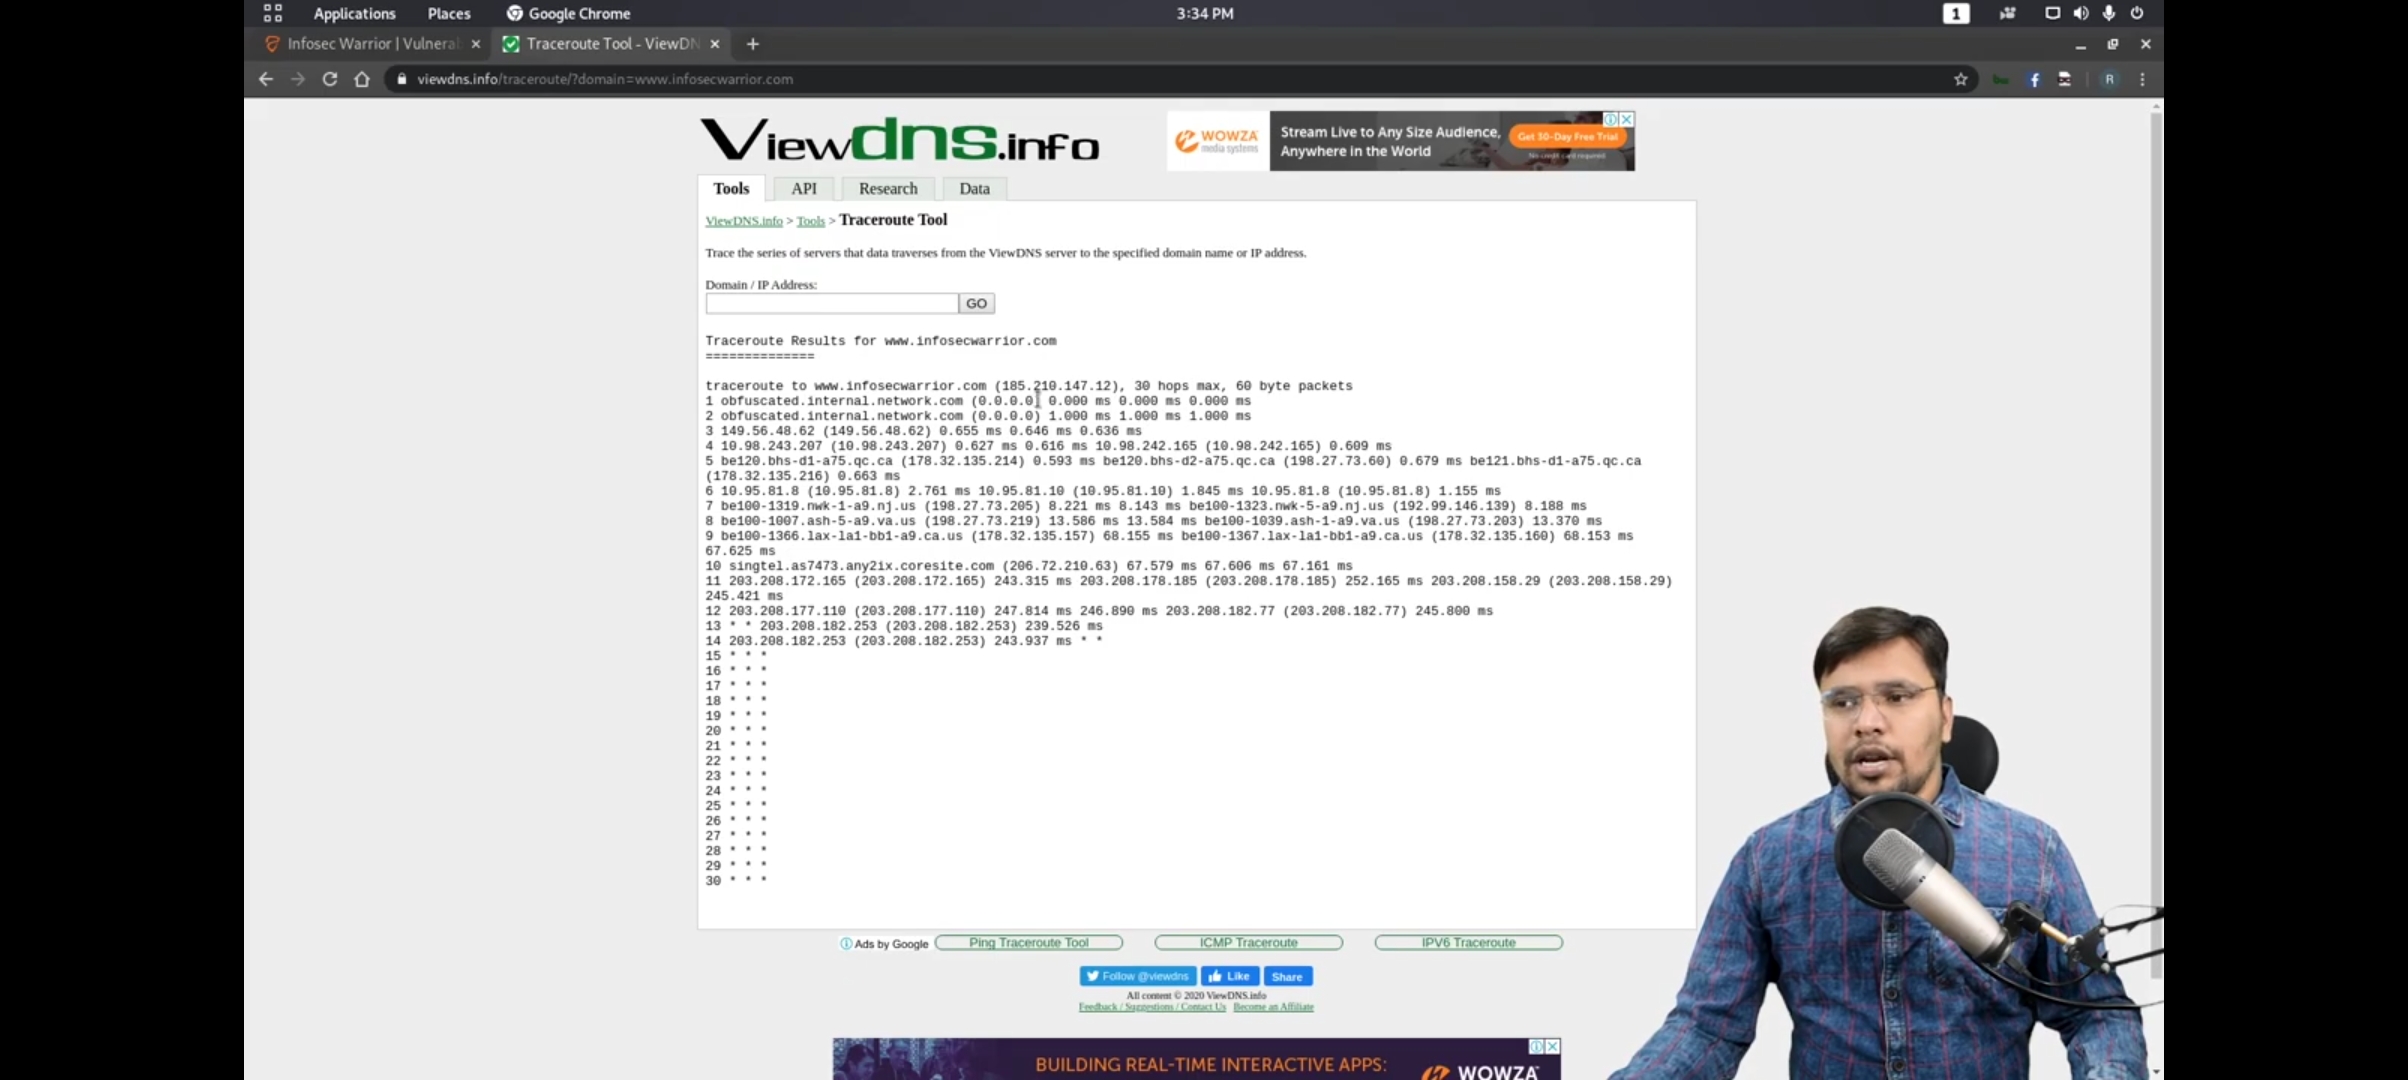 Applications Places Google Chrome 3:34 PM 1
Infosec Warrior | Vulnera × Traceroute Tool - ViewDN × +
viewdns.info/traceroute/?domain=www.infosecwarrior.com R
Viewdns.info
WOWZA media systems
Stream Live to Any Size Audience,
Anywhere in the World
Get 30-Day Free Trial
No credit card required
Tools API Research Data
ViewDNS.info > Tools > Traceroute Tool
Trace the series of servers that data traverses from the ViewDNS server to the specified domain name or IP address.
Domain / IP Address:
GO
Traceroute Results for www.infosecwarrior.com
==============
traceroute to www.infosecwarrior.com (185.210.147.12), 30 hops max, 60 byte packets
1 obfuscated.internal.network.com (0.0.0.0) 0.000 ms 0.000 ms 0.000 ms
2 obfuscated.internal.network.com (0.0.0.0) 1.000 ms 1.000 ms 1.000 ms
3 149.56.48.62 (149.56.48.62) 0.655 ms 0.646 ms 0.636 ms
4 10.98.243.207 (10.98.243.207) 0.627 ms 0.616 ms 10.98.242.165 (10.98.242.165) 0.609 ms
5 be120.bhs-d1-a75.qc.ca (178.32.135.214) 0.593 ms be120.bhs-d2-a75.qc.ca (198.27.73.60) 0.679 ms be121.bhs-d1-a75.qc.ca
(178.32.135.216) 0.663 ms
6 10.95.81.8 (10.95.81.8) 2.761 ms 10.95.81.10 (10.95.81.10) 1.845 ms 10.95.81.8 (10.95.81.8) 1.155 ms
7 be100-1319.nwk-1-a9.nj.us (198.27.73.205) 8.221 ms 8.143 ms be100-1323.nwk-5-a9.nj.us (192.99.146.139) 8.188 ms
8 be100-1007.ash-5-a9.va.us (198.27.73.219) 13.586 ms 13.584 ms be100-1039.ash-1-a9.va.us (198.27.73.203) 13.370 ms
9 be100-1366.lax-la1-bb1-a9.ca.us (178.32.135.157) 68.155 ms be100-1367.lax-la1-bb1-a9.ca.us (178.32.135.160) 68.153 ms
67.625 ms
10 singtel.as7473.any2ix.coresite.com (206.72.210.63) 67.579 ms 67.606 ms 67.161 ms
11 203.208.172.165 (203.208.172.165) 243.315 ms 203.208.178.185 (203.208.178.185) 252.165 ms 203.208.158.29 (203.208.158.29)
245.421 ms
12 203.208.177.110 (203.208.177.110) 247.814 ms 246.890 ms 203.208.182.77 (203.208.182.77) 245.800 ms
13 * * 203.208.182.253 (203.208.182.253) 239.526 ms
14 203.208.182.253 (203.208.182.253) 243.937 ms * *
15 * * *
16 * * *
17 * * *
18 * * *
19 * * *
20 * * *
21 * * *
22 * * *
23 * * *
24 * * *
25 * * *
26 * * *
27 * * *
28 * * *
29 * * *
30 * * *
Ads by Google Ping Traceroute Tool ICMP Traceroute IPV6 Traceroute
Follow @viewdns Like Share
All content © 2020 ViewDNS.info
Feedback / Suggestions / Contact Us Become an Affiliate
BUILDING REAL-TIME INTERACTIVE APPS:
WOWZA